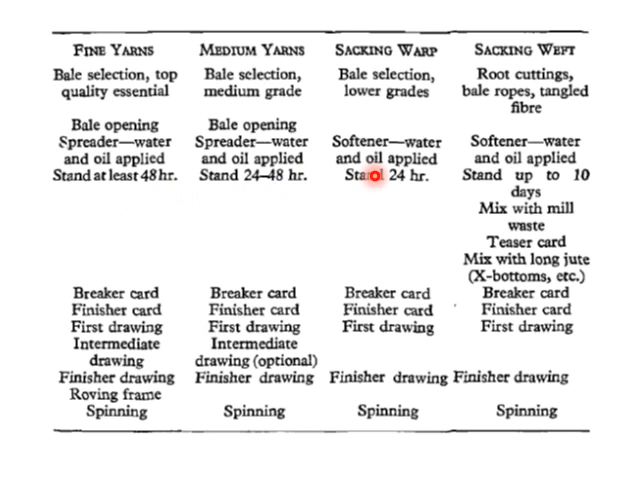 FINE YARNS MEDIUM YARNS SACKING WARP SACKING WEFT
Bale selection, top Bale selection, Bale selection, Root cuttings,
quality essential medium grade lower grades bale ropes, tangled
fibre
Bale opening Bale opening
Spreader—water Spreader—water Softener—water Softener—water
and oil applied and oil applied and oil applied and oil applied
Stand at least 48 hr. Stand 24–48 hr. Stand 24 hr. Stand up to 10
days
Mix with mill
waste
Teaser card
Mix with long jute
(X-bottoms, etc.)
Breaker card Breaker card Breaker card Breaker card
Finisher card Finisher card Finisher card Finisher card
First drawing First drawing First drawing First drawing
Intermediate Intermediate
drawing drawing (optional)
Finisher drawing Finisher drawing Finisher drawing Finisher drawing
Roving frame
Spinning Spinning Spinning Spinning